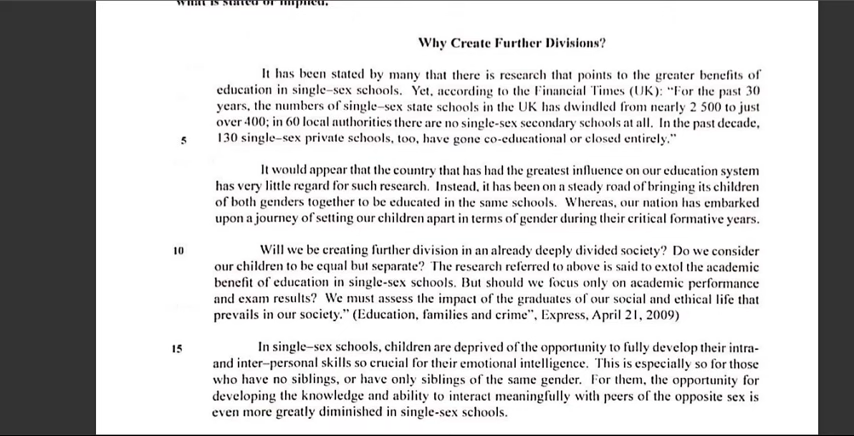 what is stated or implied.
Why Create Further Divisions?
It has been stated by many that there is research that points to the greater benefits of
education in single–sex schools. Yet, according to the Financial Times (UK): “For the past 30
years, the numbers of single–sex state schools in the UK has dwindled from nearly 2 500 to just
over 400; in 60 local authorities there are no single-sex secondary schools at all. In the past decade,
5 130 single–sex private schools, too, have gone co-educational or closed entirely.”
It would appear that the country that has had the greatest influence on our education system
has very little regard for such research. Instead, it has been on a steady road of bringing its children
of both genders together to be educated in the same schools. Whereas, our nation has embarked
upon a journey of setting our children apart in terms of gender during their critical formative years.
10 Will we be creating further division in an already deeply divided society? Do we consider
our children to be equal but separate? The research referred to above is said to extol the academic
benefit of education in single-sex schools. But should we focus only on academic performance
and exam results? We must assess the impact of the graduates of our social and ethical life that
prevails in our society.” (Education, families and crime”, Express, April 21, 2009)
15 In single–sex schools, children are deprived of the opportunity to fully develop their intra-
and inter–personal skills so crucial for their emotional intelligence. This is especially so for those
who have no siblings, or have only siblings of the same gender. For them, the opportunity for
developing the knowledge and ability to interact meaningfully with peers of the opposite sex is
even more greatly diminished in single-sex schools.